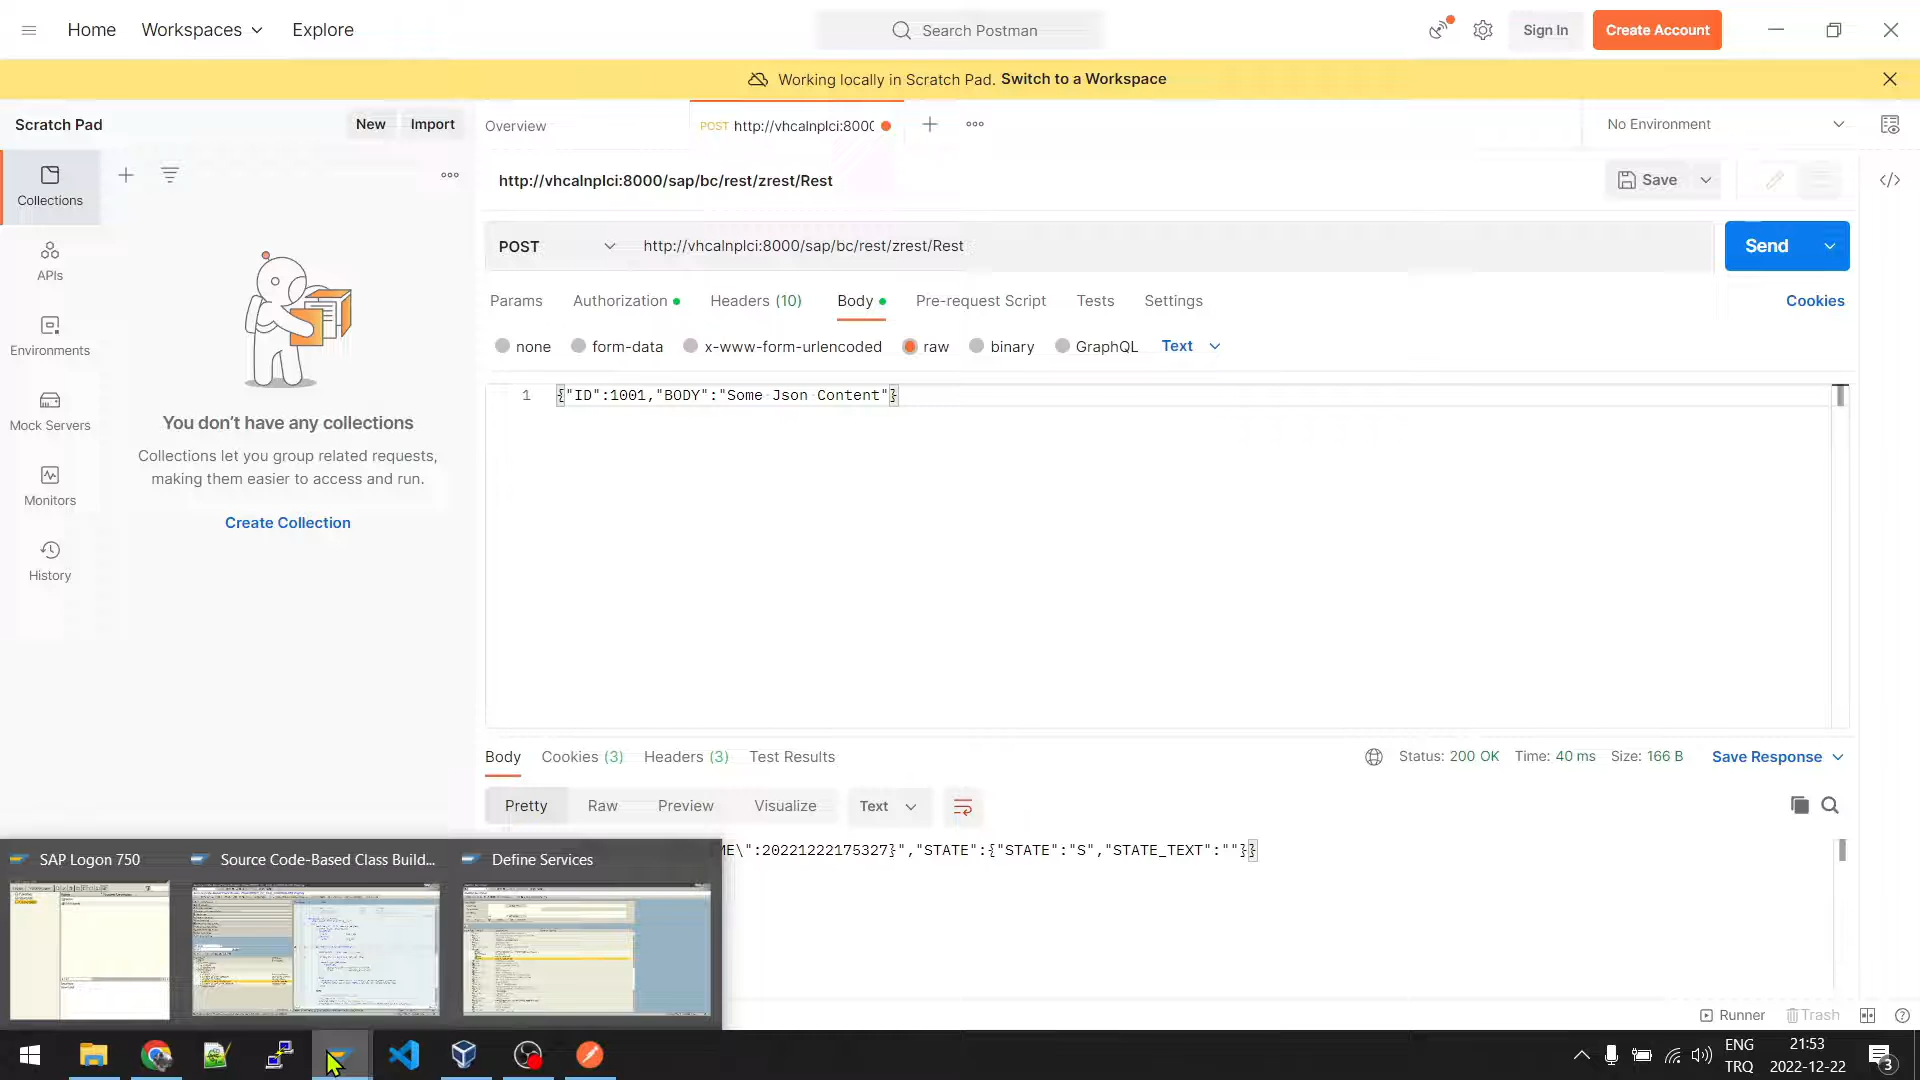 Home
Workspaces
Explore
Search Postman
Sign In
Create Account
Working locally in Scratch Pad. Switch to a Workspace
Scratch Pad
New
Import
Overview
POST http://vhcalnplci:8000
No Environment
Collections
http://vhcalnplci:8000/sap/bc/rest/zrest/Rest
Save
</>
POST
http://vhcalnplci:8000/sap/bc/rest/zrest/Rest
Send
APIs
Params
Authorization
Headers (10)
Body
Pre-request Script
Tests
Settings
Cookies
Environments
none
form-data
x-www-form-urlencoded
raw
binary
GraphQL
Text
1
{"ID":1001,"BODY":"Some Json Content"}
Mock Servers
You don't have any collections
Collections let you group related requests,
making them easier to access and run.
Monitors
Create Collection
History
Body
Cookies (3)
Headers (3)
Test Results
Status: 200 OK
Time: 40 ms
Size: 166 B
Save Response
Pretty
Raw
Preview
Visualize
Text
ME\":20221222175327}","STATE":{"STATE":"S","STATE_TEXT":""}}
SAP Logon 750
Source Code-Based Class Build...
Define Services
Runner
Trash
ENG
TRQ
21:53
2022-12-22
3